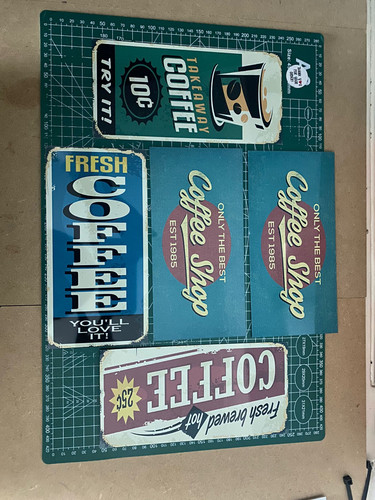 TAKEAWAY
COFFEE
10¢
TRY IT!
FRESH
COFFEE
YOU'LL
LOVE
IT!
ONLY THE BEST
Coffee Shop
EST 1985
ONLY THE BEST
Coffee Shop
EST 1985
COFFEE
25¢
Fresh brewed
hot